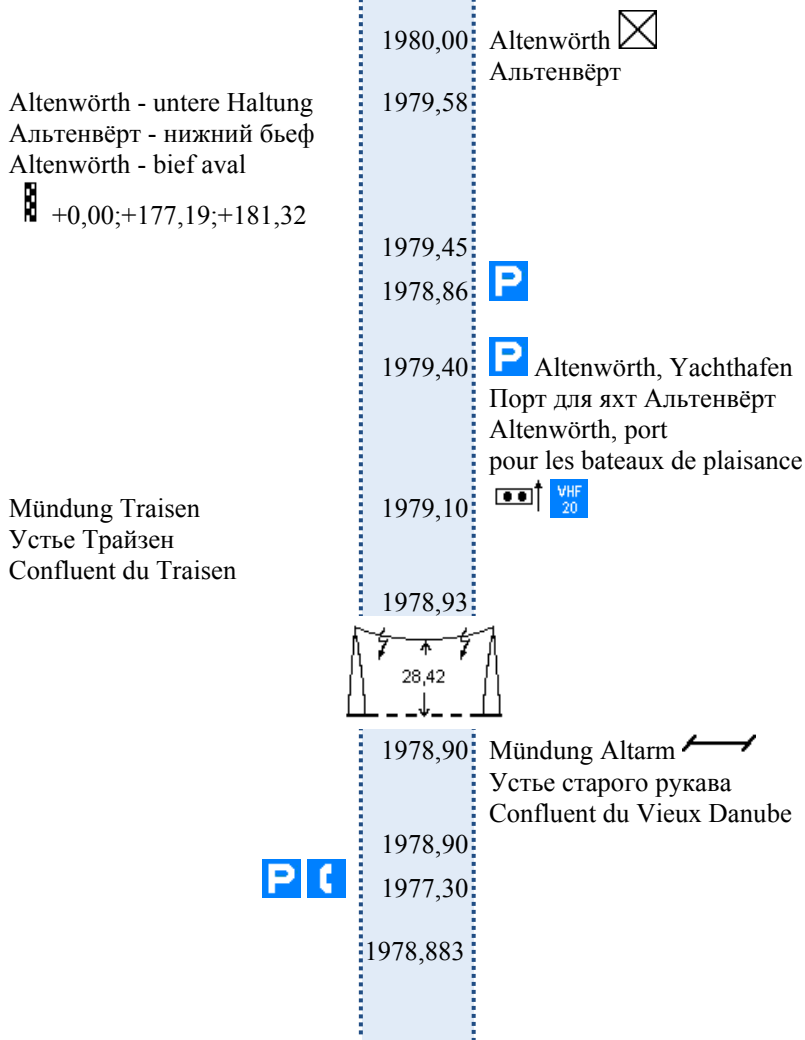 1980,00 Altenwörth
Альтенвёрт
Altenwörth - untere Haltung 1979,58
Альтенвёрт - нижний бьеф
Altenwörth - bief aval
+0,00;+177,19;+181,32
1979,45
1978,86 P
1979,40 P Altenwörth, Yachthafen
Порт для яхт Альтенвёрт
Altenwörth, port
pour les bateaux de plaisance
Mündung Traisen 1979,10 VHF
20
Устье Трайзен
Confluent du Traisen
1978,93
28,42
1978,90 Mündung Altarm
Устье старого рукава
Confluent du Vieux Danube
1978,90
P 1977,30
1978,883